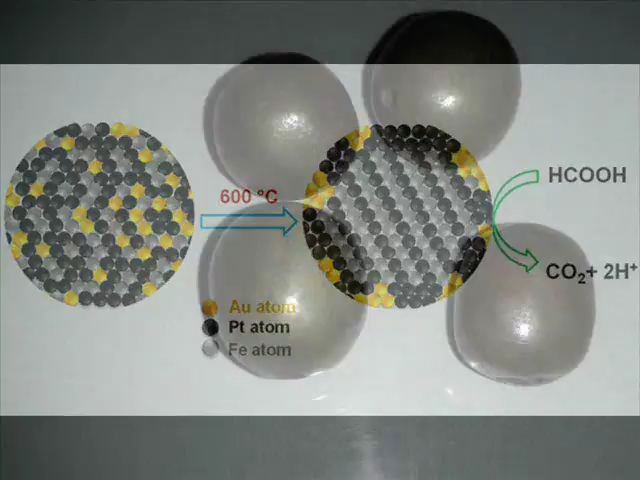 600 °C
HCOOH
CO₂+ 2H⁺
Au atom
Pt atom
Fe atom